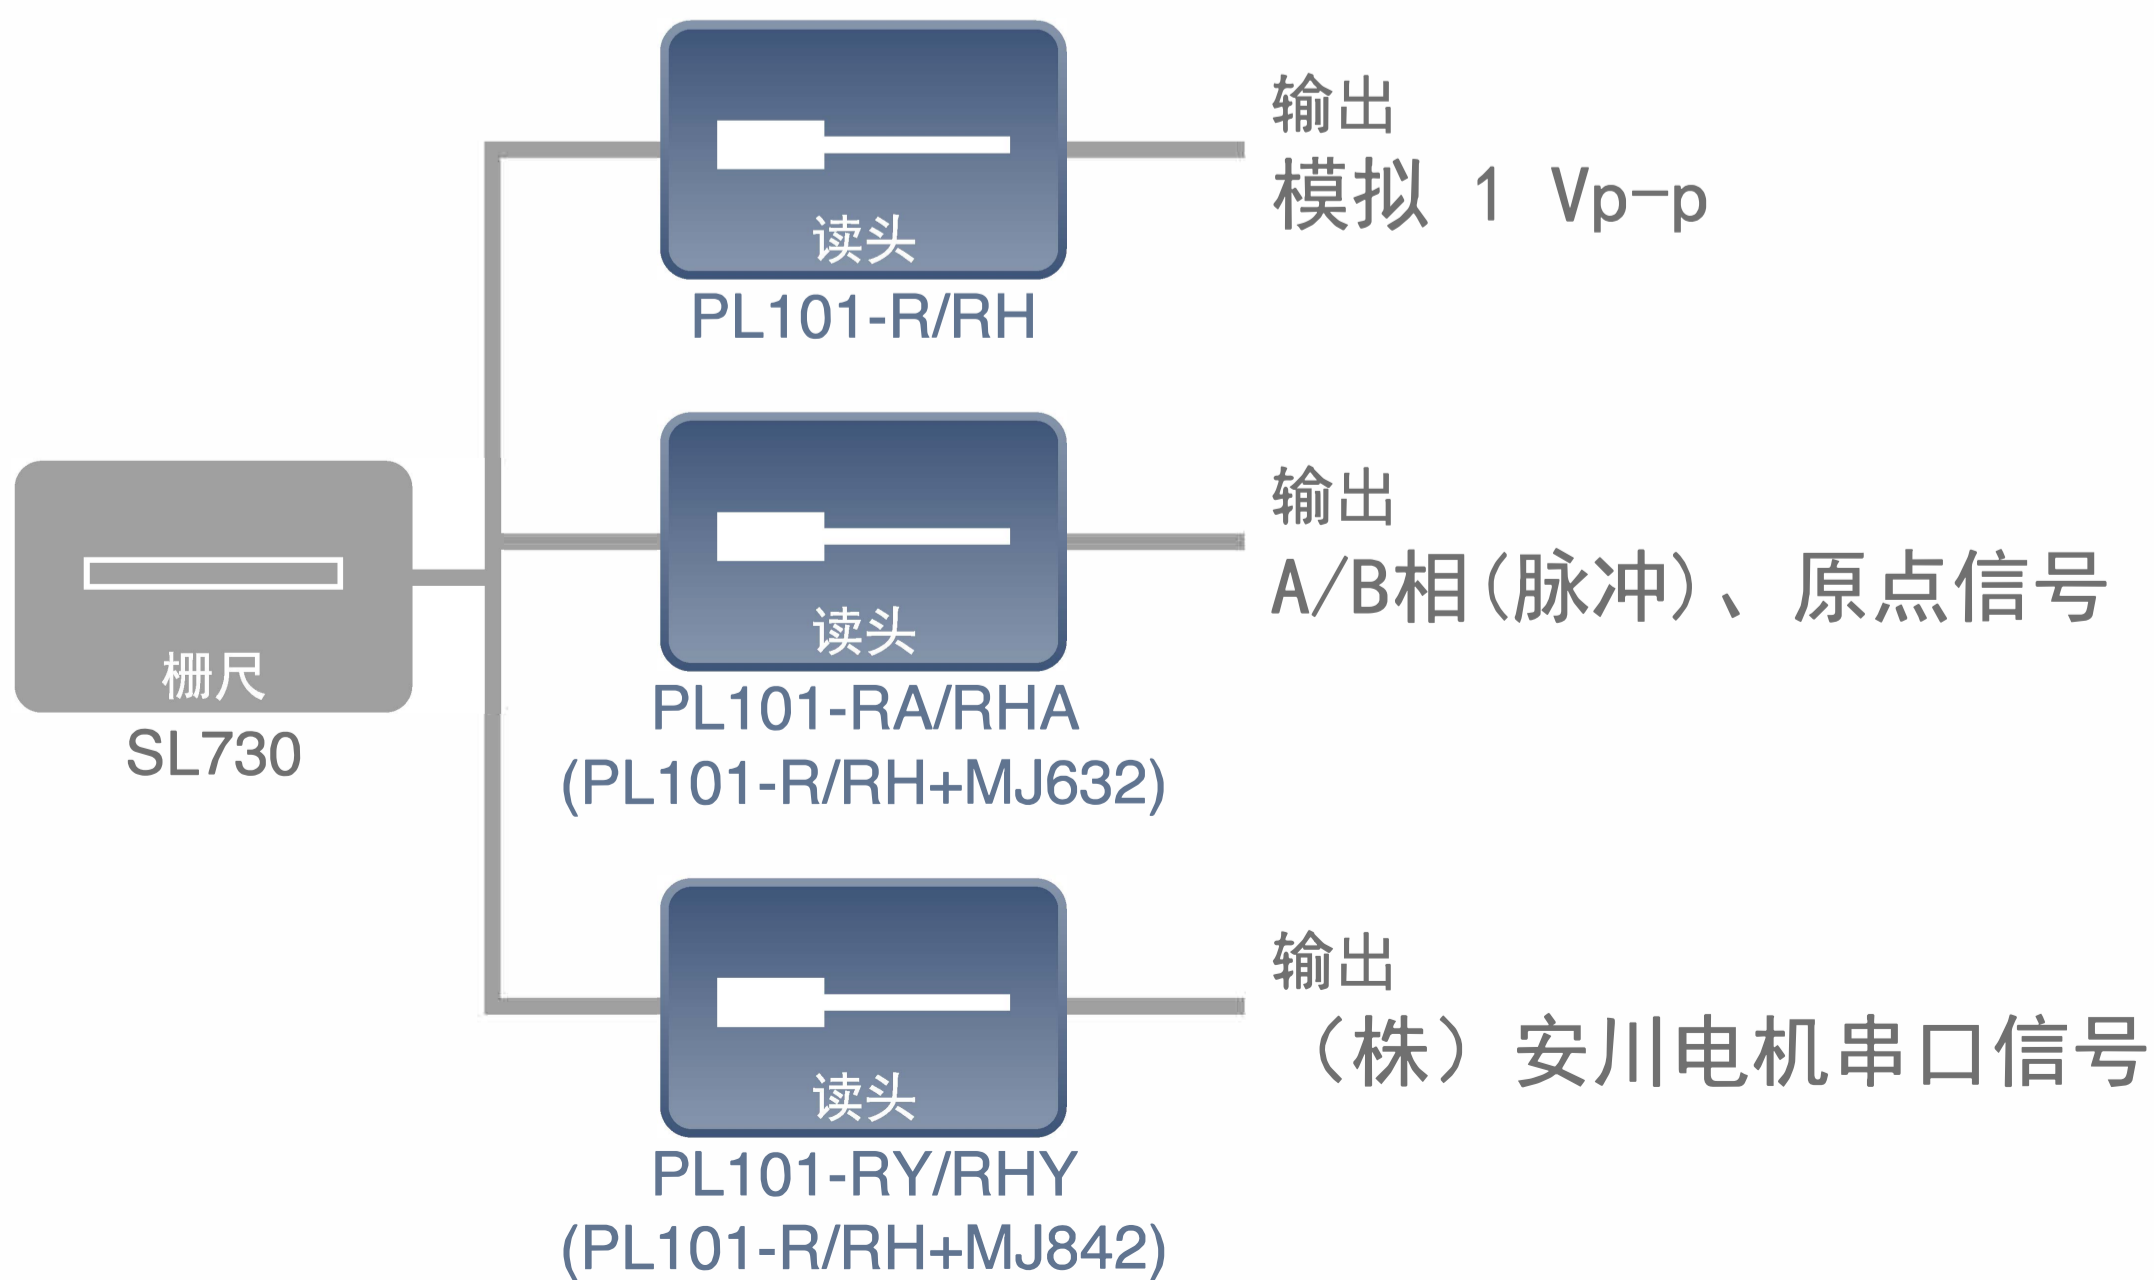 读头
PL101-R/RH
输出
模拟 1 Vp-p
栅尺
SL730
读头
PL101-RA/RHA
(PL101-R/RH+MJ632)
输出
A/B相(脉冲)、原点信号
读头
PL101-RY/RHY
(PL101-R/RH+MJ842)
输出
（株）安川电机串口信号